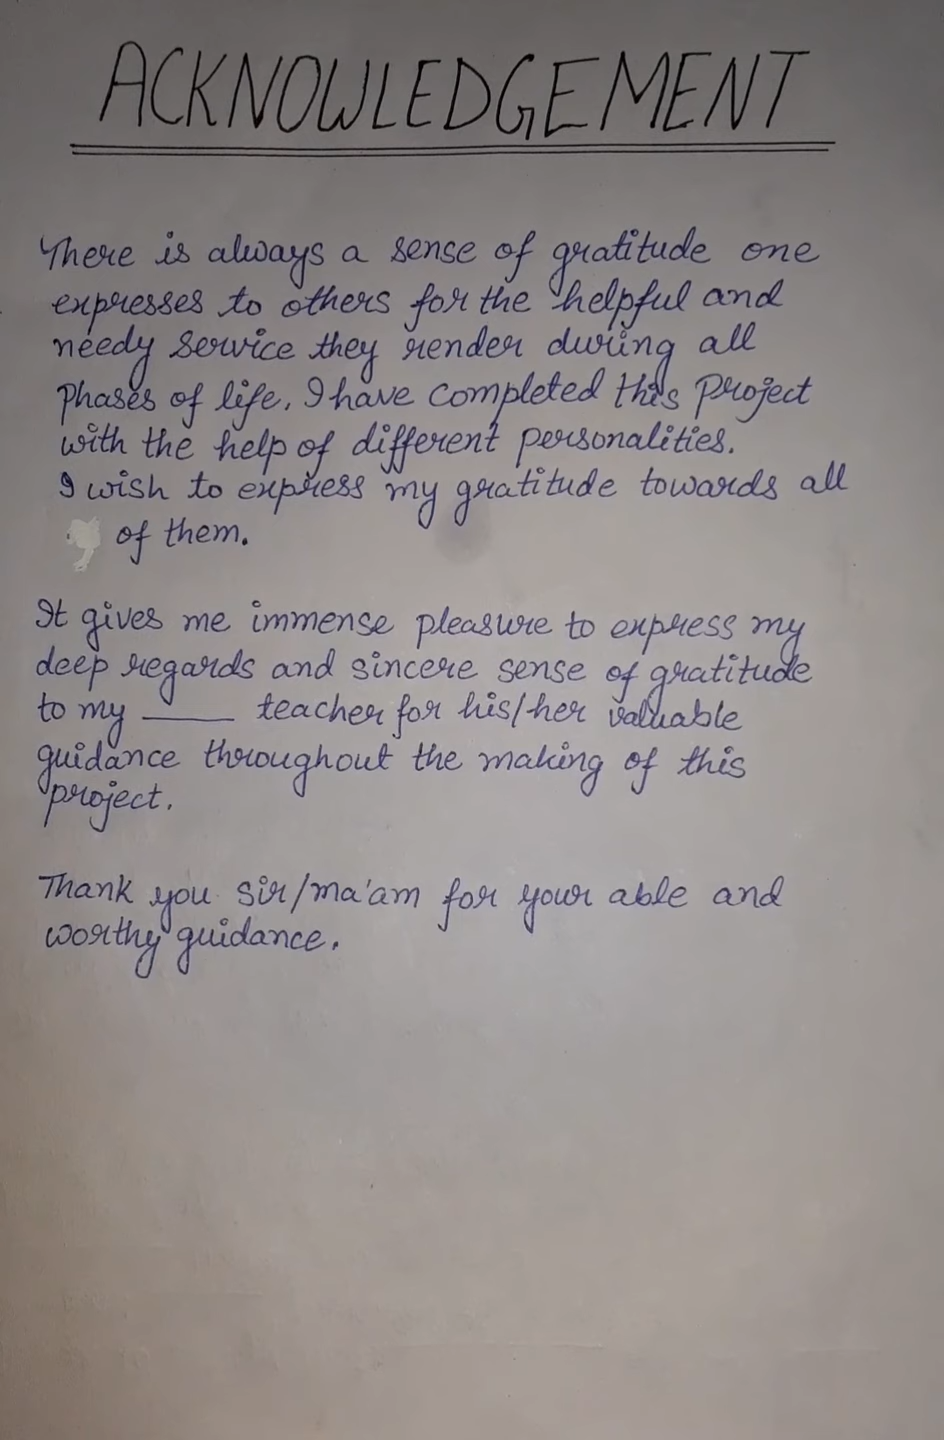 ACKNOWLEDGEMENT
There is always a sense of gratitude one
expresses to others for the helpful and
needy Service they render during all
Phases of life. I have completed this Project
with the help of different personalities.
I wish to express my gratitude towards all
of them.
It gives me immense pleasure to express my
deep regards and sincere sense of gratitude
to my _____ teacher for his/her valuable
guidance throughout the making of this
project.
Thank you sir/ma'am for your able and
worthy guidance.